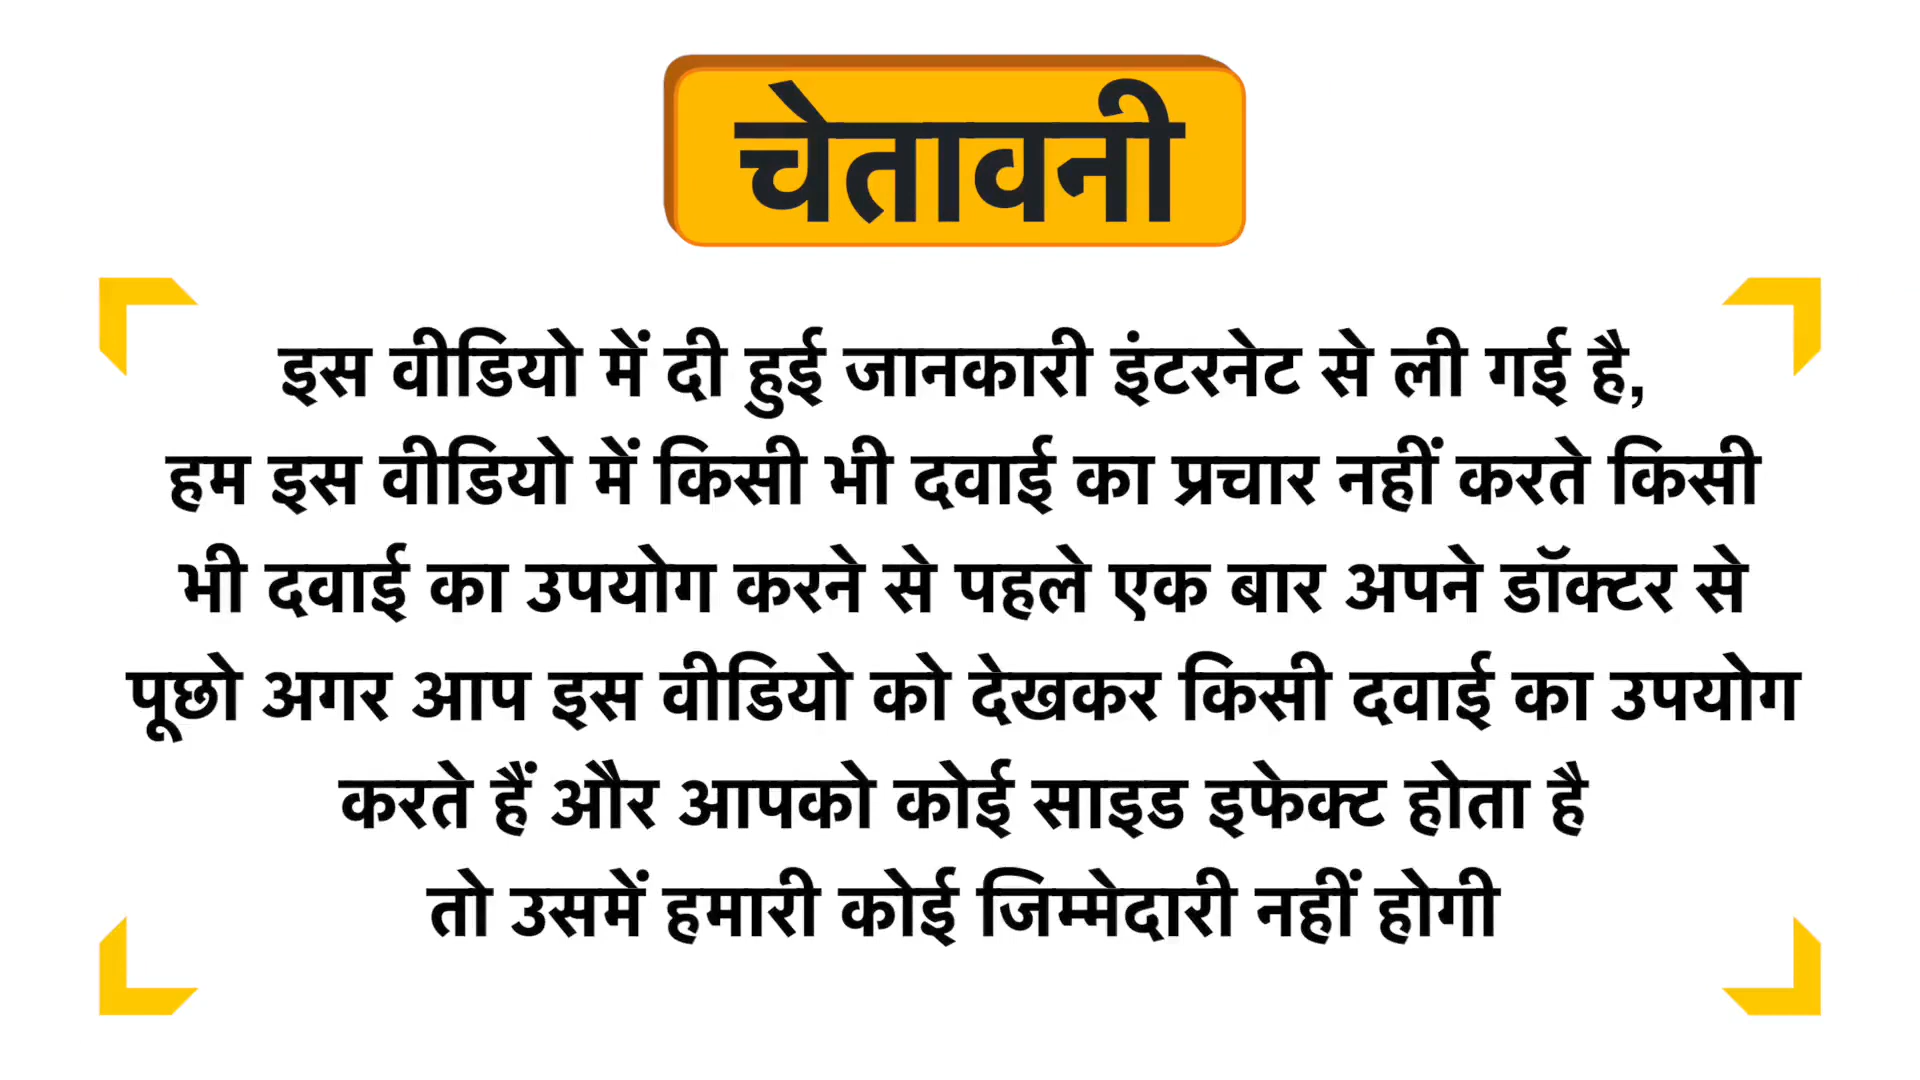 चेतावनी
इस वीडियो में दी हुई जानकारी इंटरनेट से ली गई है,
हम इस वीडियो में किसी भी दवाई का प्रचार नहीं करते किसी
भी दवाई का उपयोग करने से पहले एक बार अपने डॉक्टर से
पूछो अगर आप इस वीडियो को देखकर किसी दवाई का उपयोग
करते हैं और आपको कोई साइड इफेक्ट होता है
तो उसमें हमारी कोई जिम्मेदारी नहीं होगी